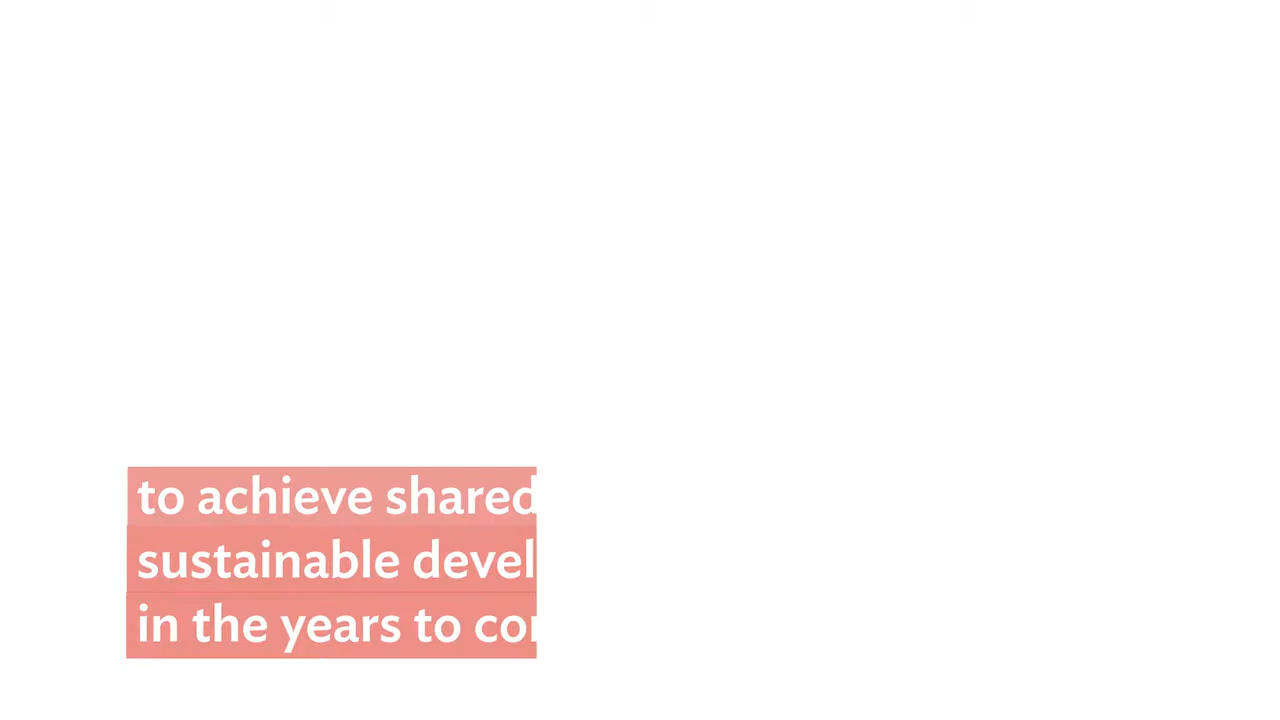 to achieve shared
sustainable devel
in the years to co